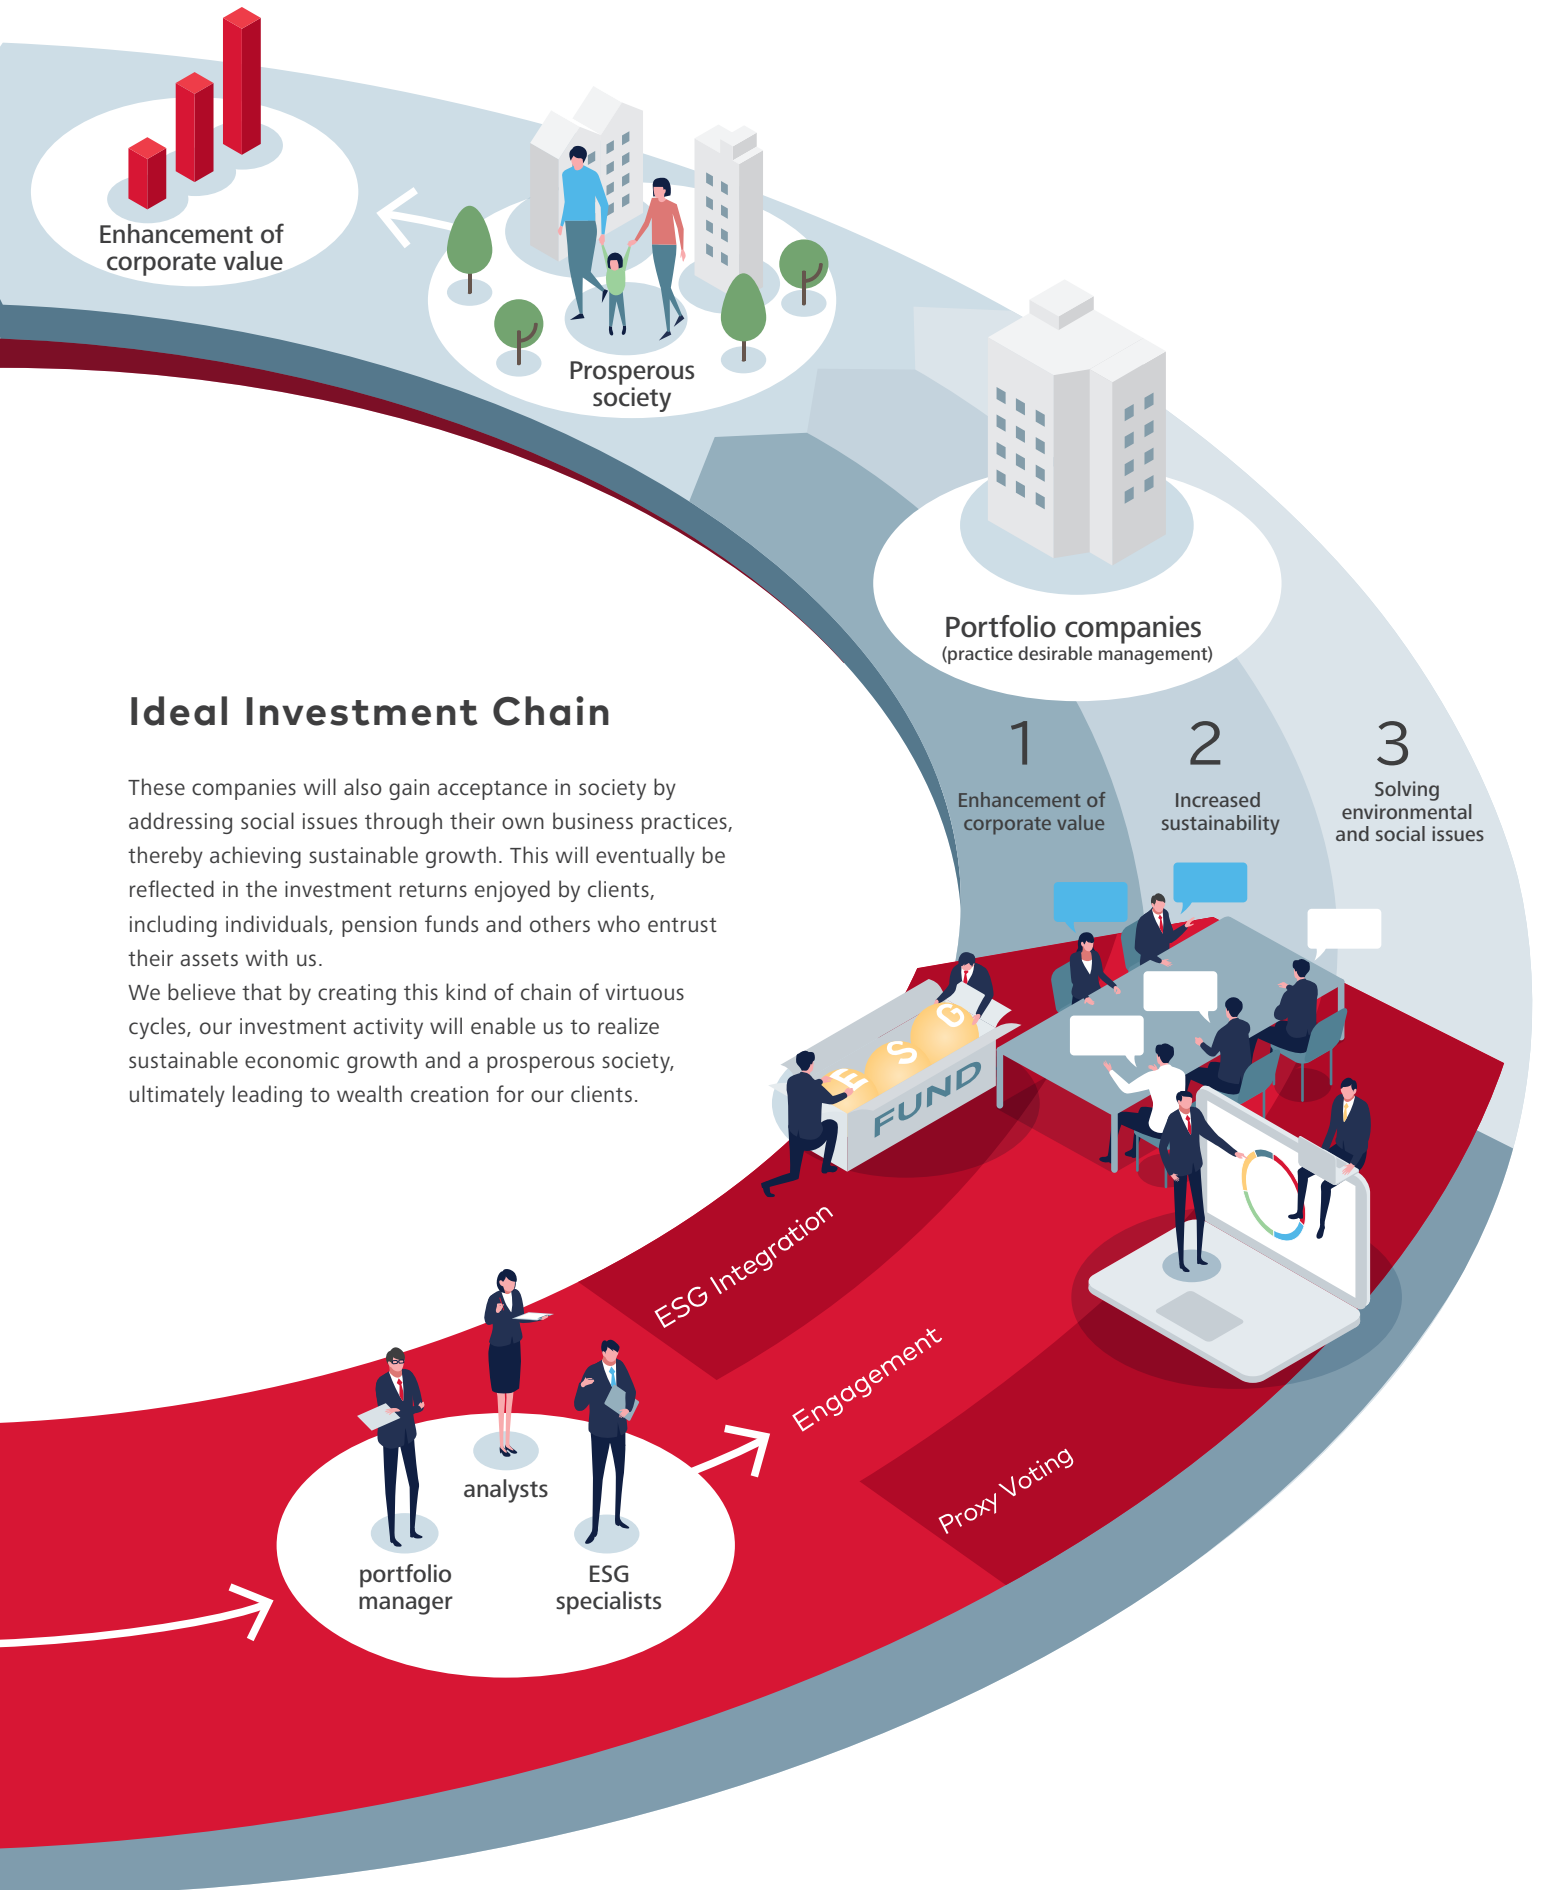 Enhancement of
corporate value
Prosperous
society
Portfolio companies
(practice desirable management)
Ideal Investment Chain
These companies will also gain acceptance in society by
addressing social issues through their own business practices,
thereby achieving sustainable growth. This will eventually be
reflected in the investment returns enjoyed by clients,
including individuals, pension funds and others who entrust
their assets with us.
We believe that by creating this kind of chain of virtuous
cycles, our investment activity will enable us to realize
sustainable economic growth and a prosperous society,
ultimately leading to wealth creation for our clients.
1
Enhancement of
corporate value
2
Increased
sustainability
3
Solving
environmental
and social issues
E S G
FUND
ESG Integration
Engagement
Proxy Voting
analysts
portfolio
manager
ESG
specialists